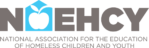 NAEHCY
NATIONAL ASSOCIATION FOR THE EDUCATION
OF HOMELESS CHILDREN AND YOUTH